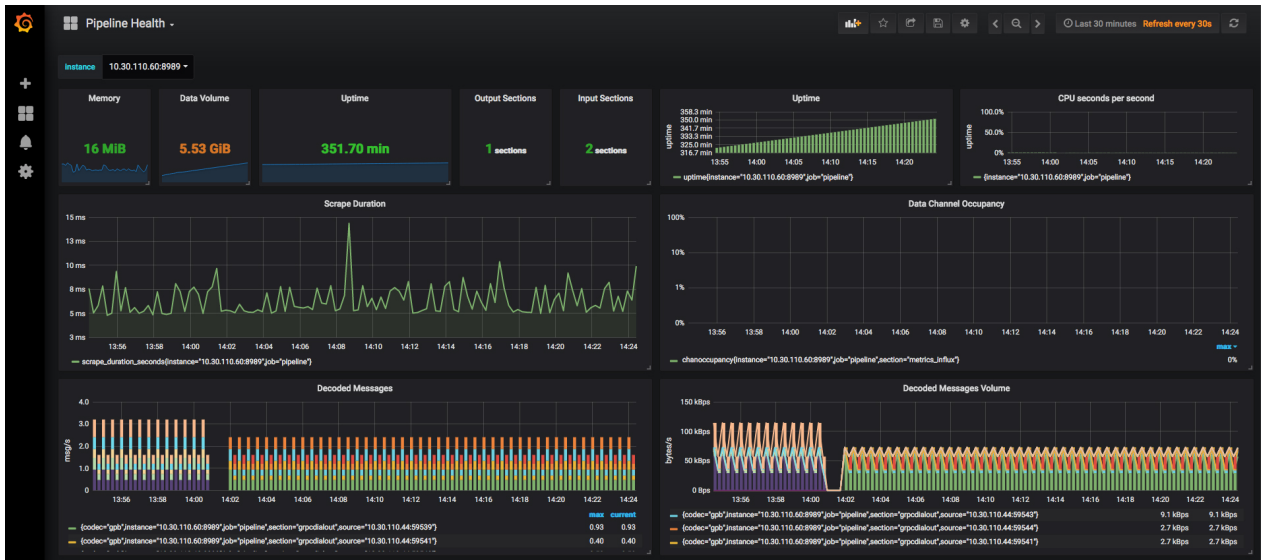 Pipeline Health
Last 30 minutes Refresh every 30s
instance 10.30.110.60:8989
Memory
16 MiB
Data Volume
5.53 GiB
Uptime
351.70 min
Output Sections
1 sections
Input Sections
2 sections
Uptime
uptime
358.3 min
350.0 min
341.7 min
333.3 min
325.0 min
316.7 min
13:55 14:00 14:05 14:10 14:15 14:20
uptime{instance="10.30.110.60:8989",job="pipeline"}
CPU seconds per second
uptime
100.0%
50.0%
0%
13:55 14:00 14:05 14:10 14:15 14:20
{instance="10.30.110.60:8989",job="pipeline"}
Scrape Duration
15 ms
13 ms
10 ms
8 ms
5 ms
3 ms
13:56 13:58 14:00 14:02 14:04 14:06 14:08 14:10 14:12 14:14 14:16 14:18 14:20 14:22 14:24
scrape_duration_seconds{instance="10.30.110.60:8989",job="pipeline"}
Data Channel Occupancy
100%
10%
1%
0%
13:56 13:58 14:00 14:02 14:04 14:06 14:08 14:10 14:12 14:14 14:16 14:18 14:20 14:22 14:24
max
chanoccupancy{instance="10.30.110.60:8989",job="pipeline",section="metrics_influx"} 0%
Decoded Messages
msg/s
4.0
3.0
2.0
1.0
0
13:56 13:58 14:00 14:02 14:04 14:06 14:08 14:10 14:12 14:14 14:16 14:18 14:20 14:22 14:24
max current
{codec="gpb",instance="10.30.110.60:8989",job="pipeline",section="grpcdialout",source="10.30.110.44:59539"} 0.93 0.93
{codec="gpb",instance="10.30.110.60:8989",job="pipeline",section="grpcdialout",source="10.30.110.44:59541"} 0.40 0.40
Decoded Messages Volume
bytes/s
150 kBps
100 kBps
50 kBps
0 Bps
13:56 13:58 14:00 14:02 14:04 14:06 14:08 14:10 14:12 14:14 14:16 14:18 14:20 14:22 14:24
{codec="gpb",instance="10.30.110.60:8989",job="pipeline",section="grpcdialout",source="10.30.110.44:59543"} 9.1 kBps 9.1 kBps
{codec="gpb",instance="10.30.110.60:8989",job="pipeline",section="grpcdialout",source="10.30.110.44:59544"} 2.7 kBps 2.7 kBps
{codec="gpb",instance="10.30.110.60:8989",job="pipeline",section="grpcdialout",source="10.30.110.44:59541"} 2.7 kBps 2.7 kBps